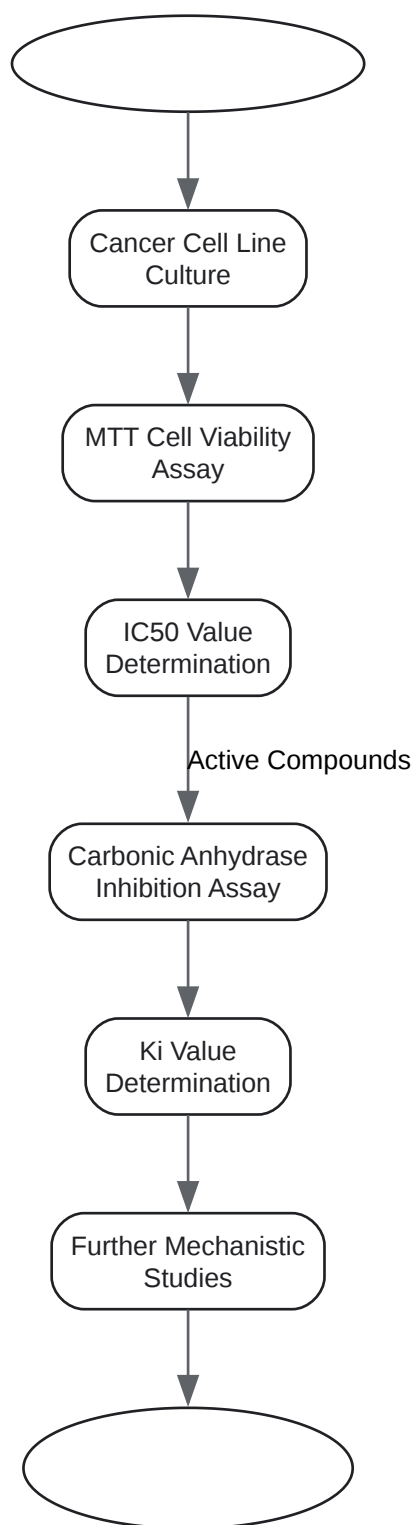 Cancer Cell Line
Culture
MTT Cell Viability
Assay
IC50 Value
Determination
Active Compounds
Carbonic Anhydrase
Inhibition Assay
Ki Value
Determination
Further Mechanistic
Studies